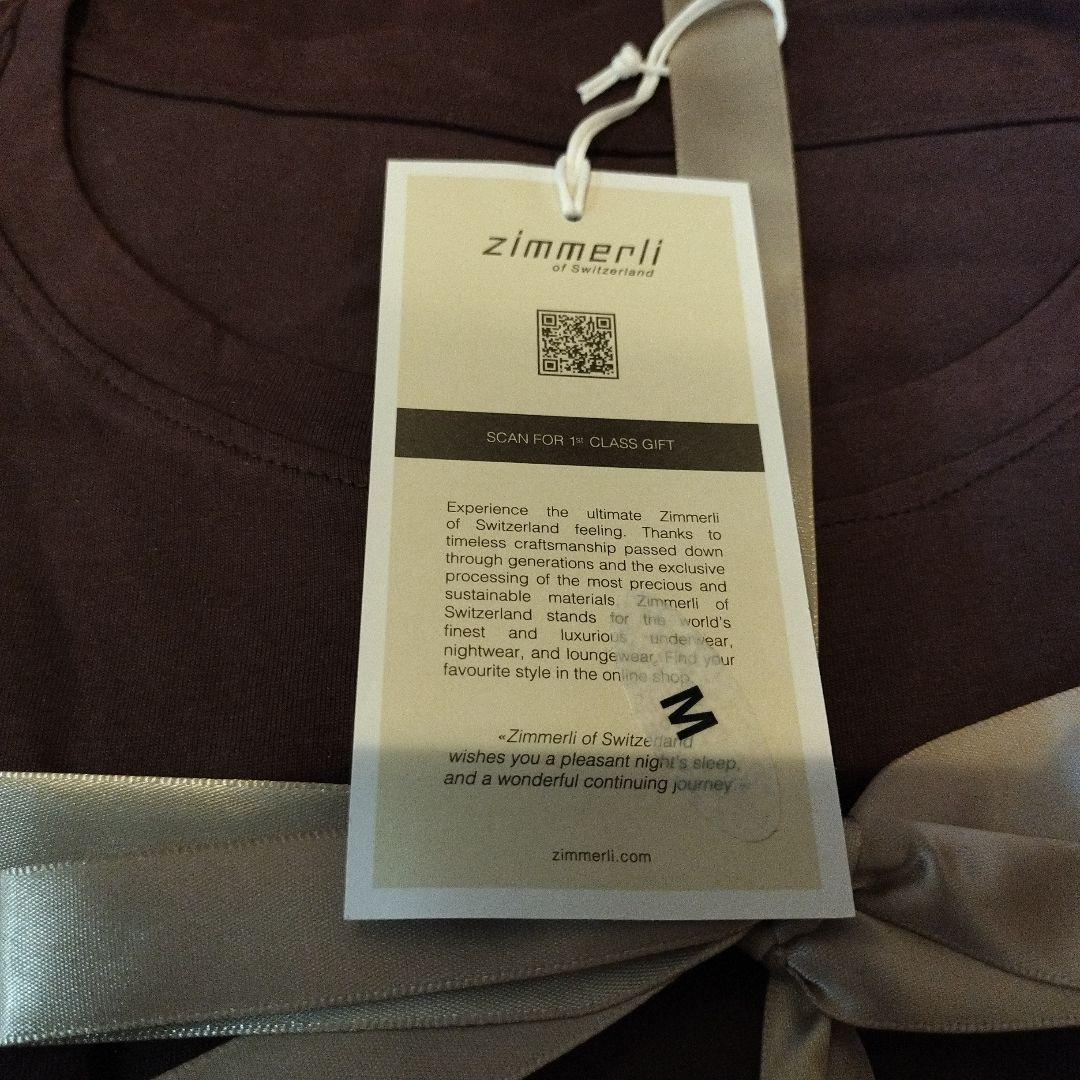 zimmerli
of Switzerland
SCAN FOR 1st CLASS GIFT
Experience the ultimate Zimmerli
of Switzerland feeling. Thanks to
timeless craftsmanship passed down
through generations and the exclusive
processing of the most precious and
sustainable materials Zimmerli of
Switzerland stands for the world's
finest and luxurious underwear,
nightwear, and loungewear. Find your
favourite style in the online shop.
M
«Zimmerli of Switzerland
wishes you a pleasant night's sleep,
and a wonderful continuing journey.»
zimmerli.com